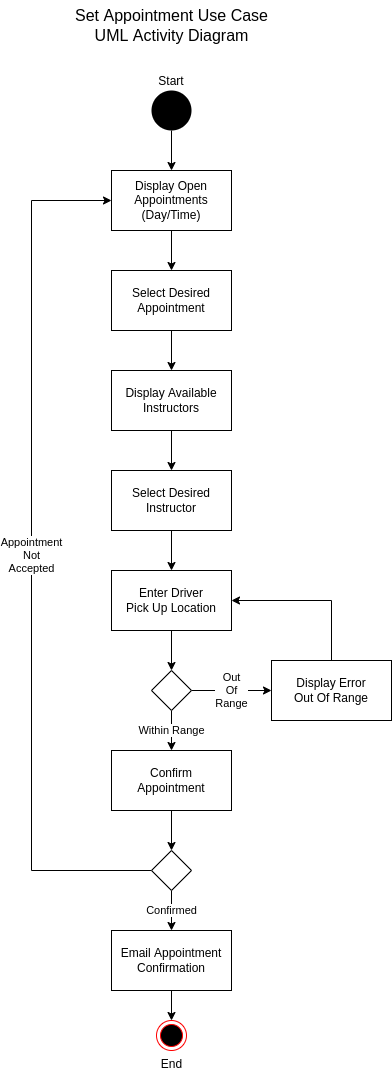 Set Appointment Use Case
UML Activity Diagram
Start
Display Open
Appointments
(Day/Time)
Select Desired
Appointment
Display Available
Instructors
Select Desired
Instructor
Appointment
Not
Accepted
Enter Driver
Pick Up Location
Out
Of
Range
Display Error
Out Of Range
Within Range
Confirm
Appointment
Confirmed
Email Appointment
Confirmation
End